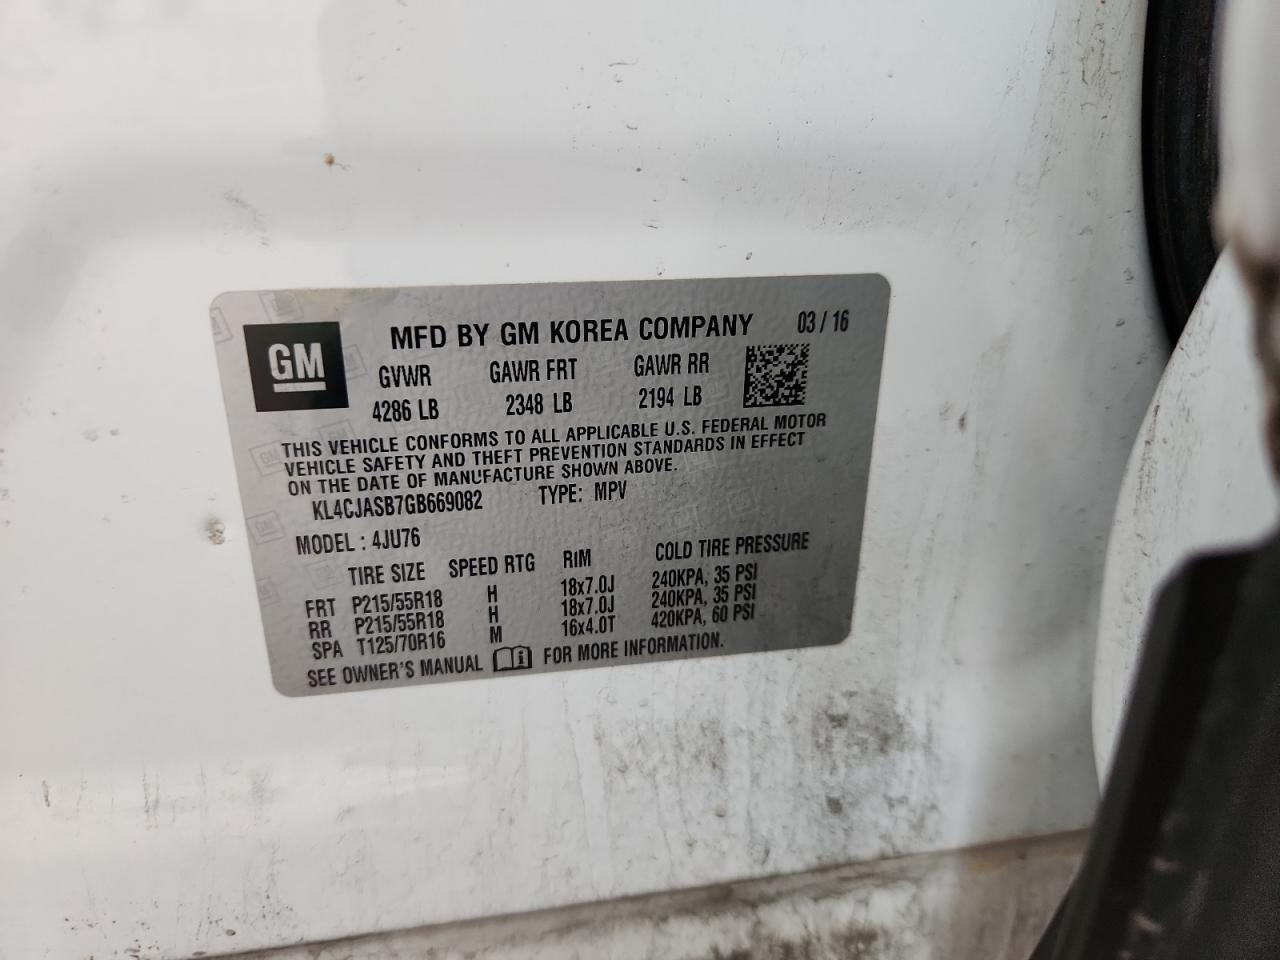 GM
MFD BY GM KOREA COMPANY 03 / 16
GVWR GAWR FRT GAWR RR
4286 LB 2348 LB 2194 LB
THIS VEHICLE CONFORMS TO ALL APPLICABLE U.S. FEDERAL MOTOR
VEHICLE SAFETY AND THEFT PREVENTION STANDARDS IN EFFECT
ON THE DATE OF MANUFACTURE SHOWN ABOVE.
KL4CJASB7GB669082 TYPE: MPV
MODEL : 4JU76
TIRE SIZE SPEED RTG RIM COLD TIRE PRESSURE
FRT P215/55R18 H 18x7.0J 240KPA, 35 PSI
RR P215/55R18 H 18x7.0J 240KPA, 35 PSI
SPA T125/70R16 M 16x4.0T 420KPA, 60 PSI
SEE OWNER'S MANUAL FOR MORE INFORMATION.